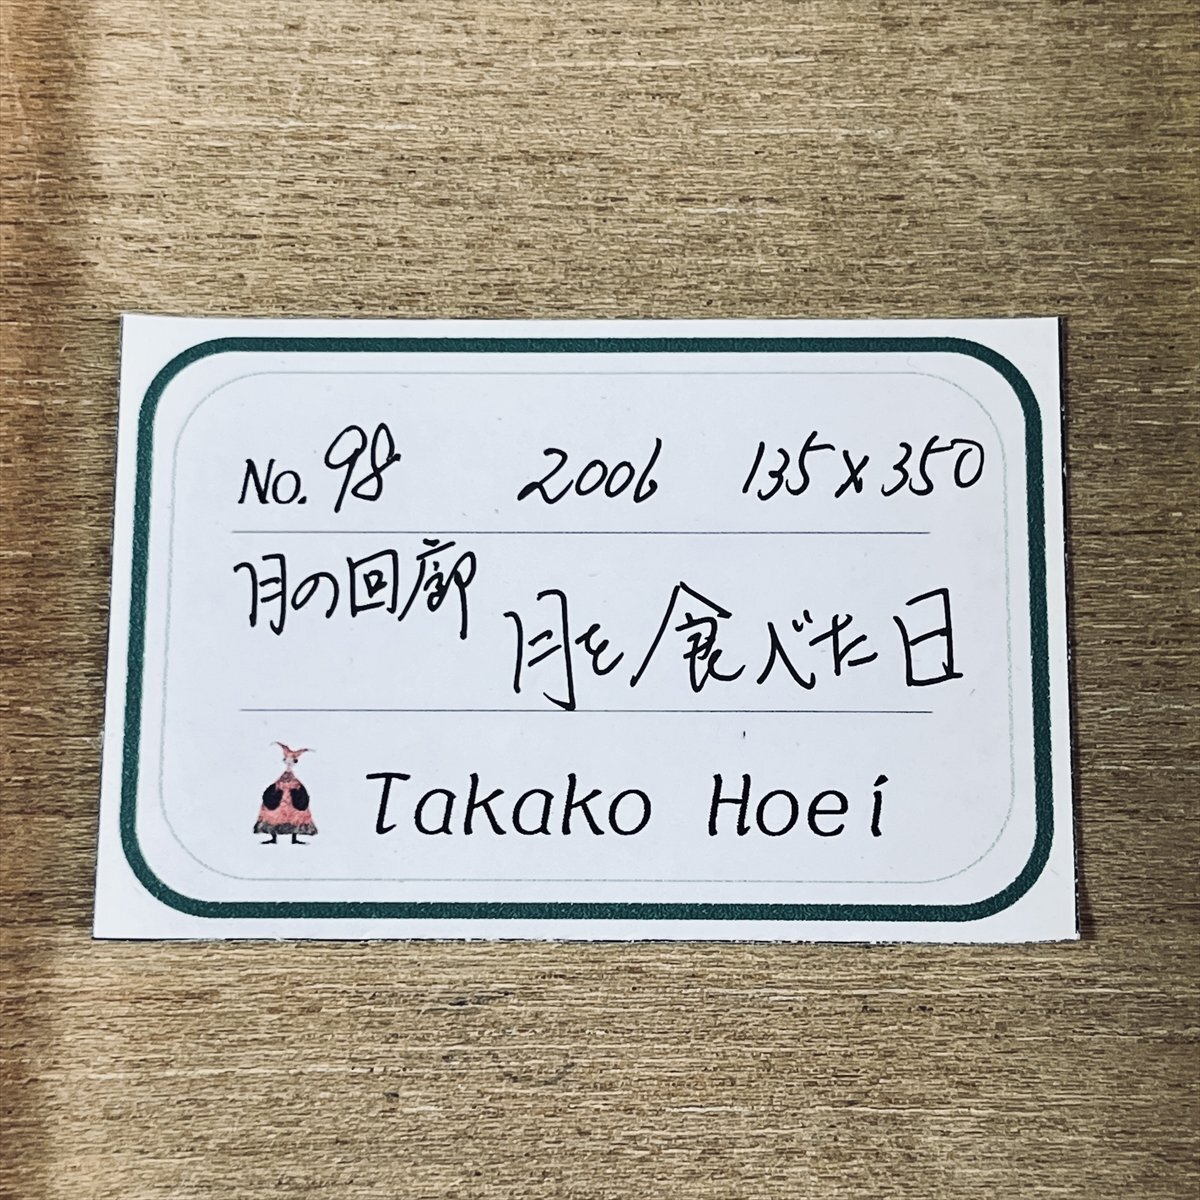 No. 98 2006 135×350
月の回廊 月を食べた日
Takako Hoei